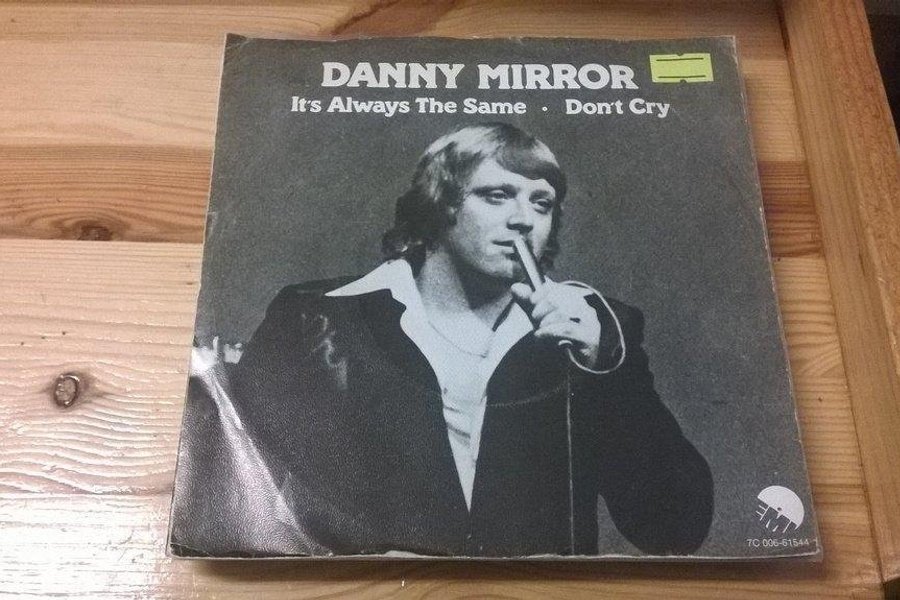 DANNY MIRROR
It's Always The Same · Don't Cry
EMI
7C 006-61544